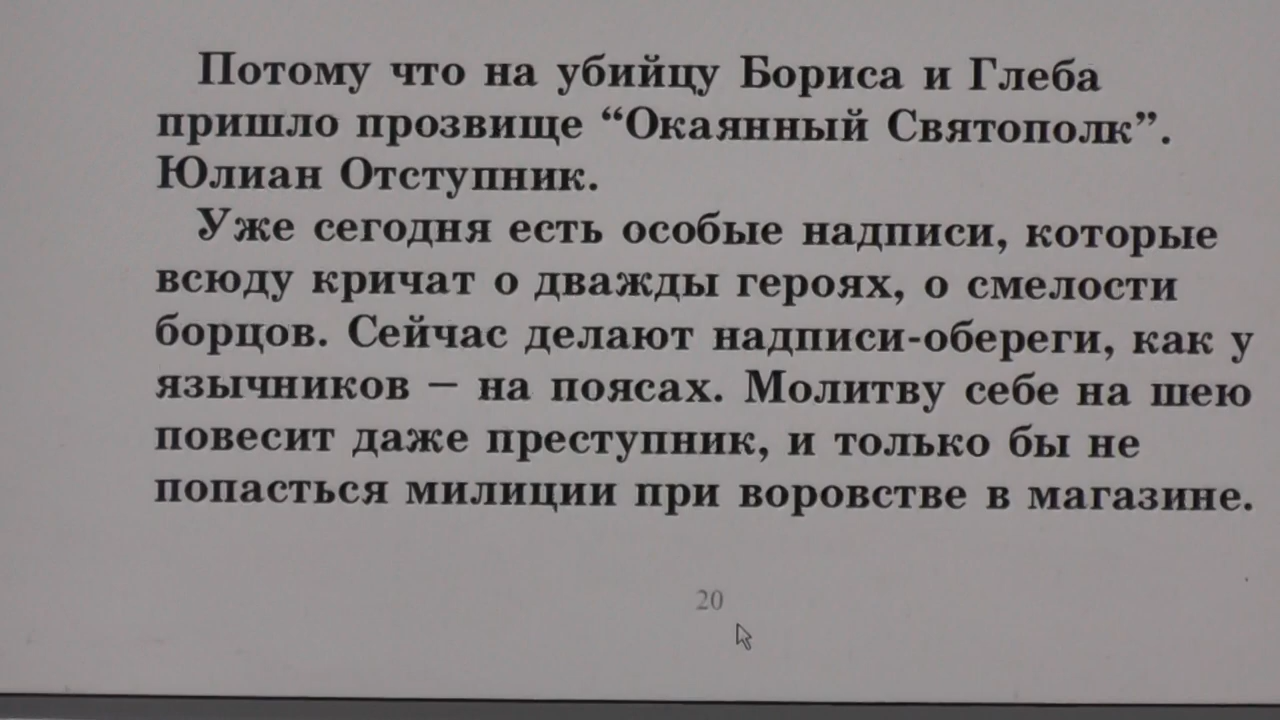 Потому что на убийцу Бориса и Глеба
пришло прозвище “Окаянный Святополк”.
Юлиан Отступник.
Уже сегодня есть особые надписи, которые
всюду кричат о дважды героях, о смелости
борцов. Сейчас делают надписи-обереги, как у
язычников – на поясах. Молитву себе на шею
повесит даже преступник, и только бы не
попасться милиции при воровстве в магазине.
20